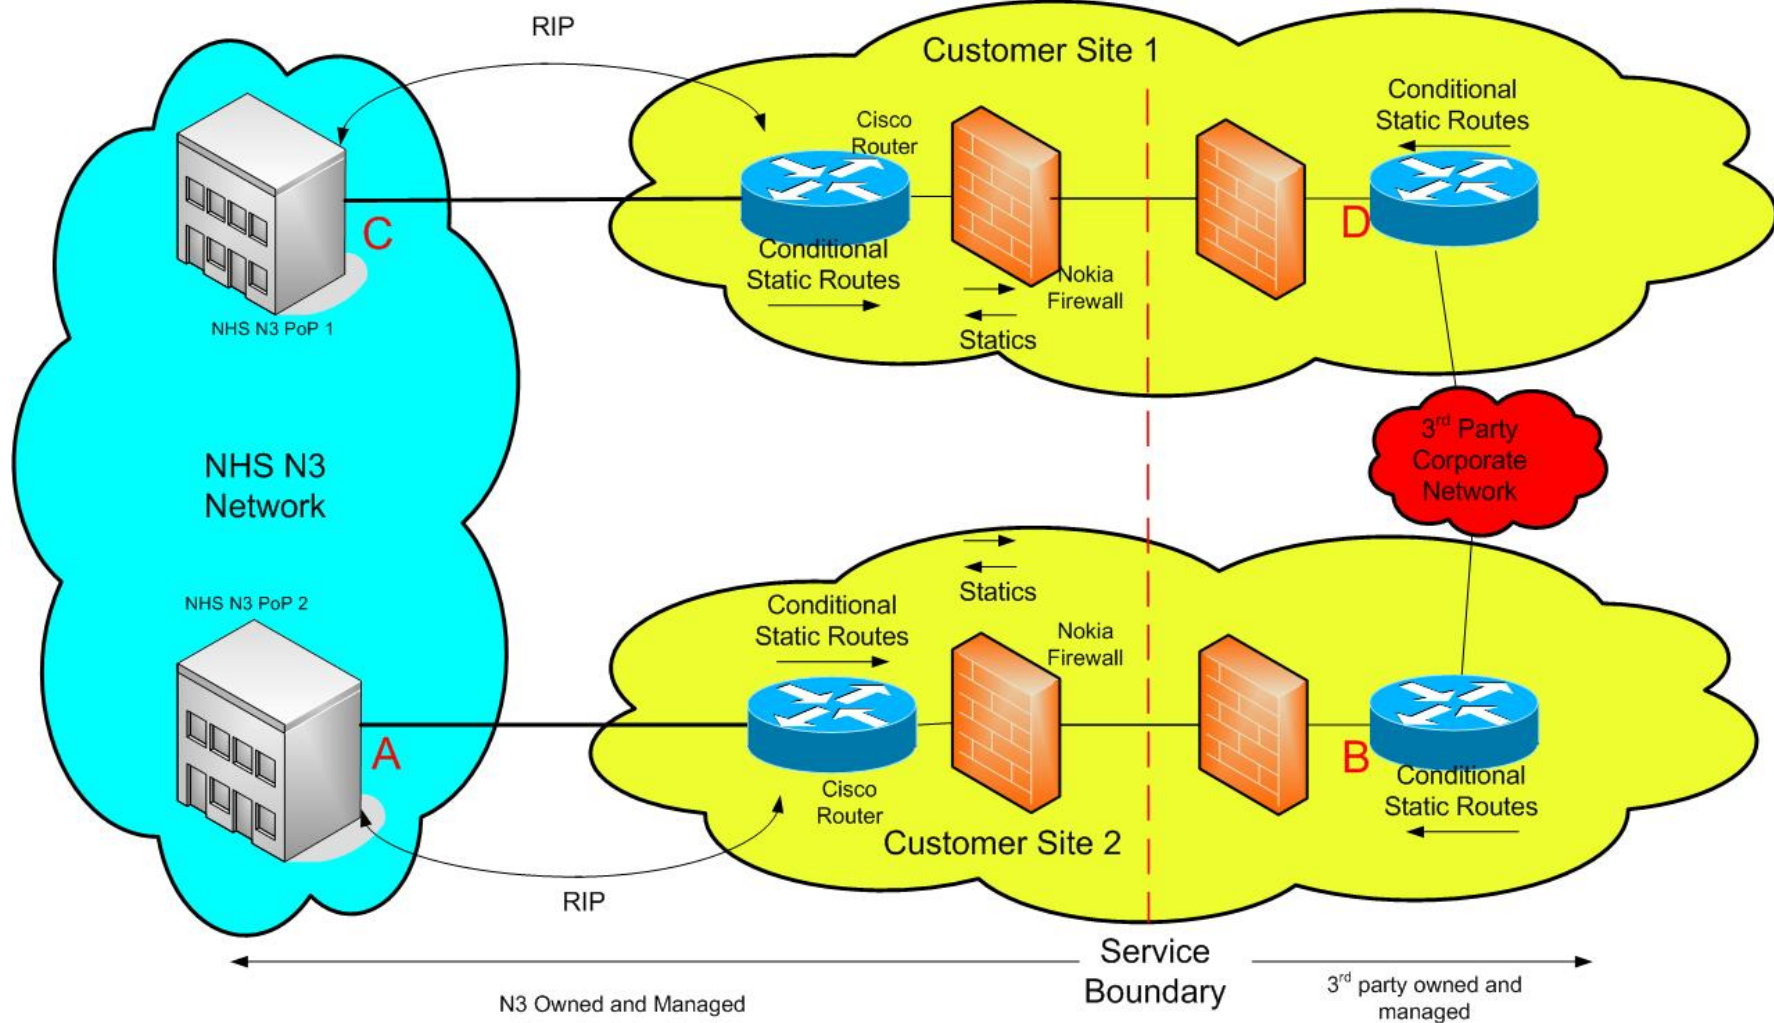 RIP
Customer Site 1
Cisco
Router
Conditional
Static Routes
C
D
Conditional
Static Routes
Nokia
Firewall
Statics
NHS N3 PoP 1
3rd Party
Corporate
Network
NHS N3
Network
Statics
NHS N3 PoP 2
Conditional
Static Routes
Nokia
Firewall
A
B
Cisco
Router
Conditional
Static Routes
Customer Site 2
RIP
Service
Boundary
N3 Owned and Managed
3rd party owned and
managed